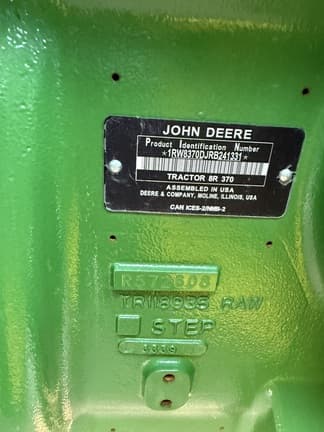 JOHN DEERE
Product Identification Number
*1RW8370DJRB241331*
TRACTOR 8R 370
ASSEMBLED IN USA
DEERE & COMPANY, MOLINE, ILLINOIS, USA
CAN ICES-2/NMB-2
TR118935 RAW
STEP